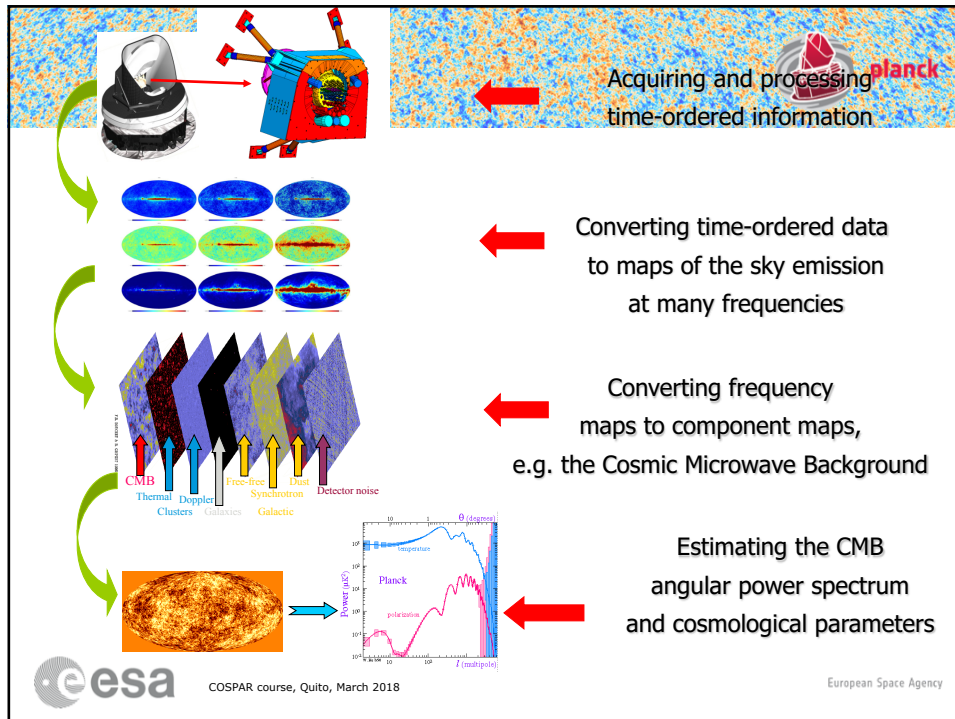 planck
Acquiring and processing
time-ordered information
Converting time-ordered data
to maps of the sky emission
at many frequencies
Converting frequency
maps to component maps,
e.g. the Cosmic Microwave Background
CMB
Thermal
Doppler
Clusters
Galaxies
Free-free
Synchrotron
Galactic
Dust
Detector noise
θ (degrees)
10
1
temperature
Planck
polarization
Power (μK²)
l (multipole)
Estimating the CMB
angular power spectrum
and cosmological parameters
esa
COSPAR course, Quito, March 2018
European Space Agency